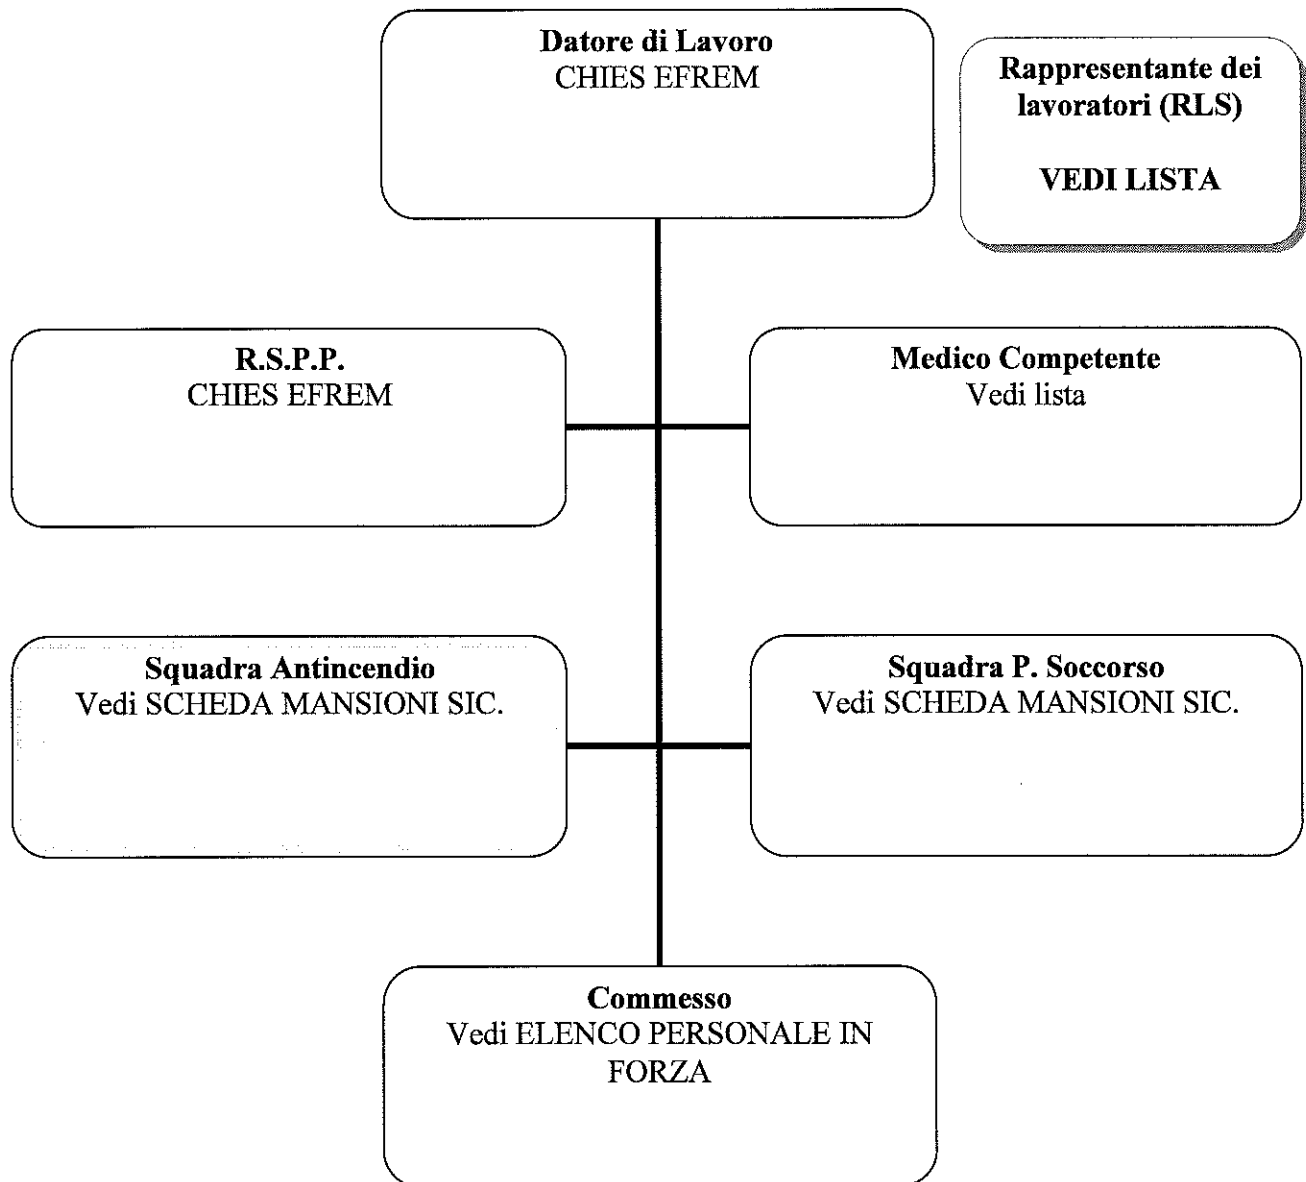 Datore di Lavoro
CHIES EFREM
Rappresentante dei
lavoratori (RLS)
VEDI LISTA
R.S.P.P.
CHIES EFREM
Medico Competente
Vedi lista
Squadra Antincendio
Vedi SCHEDA MANSIONI SIC.
Squadra P. Soccorso
Vedi SCHEDA MANSIONI SIC.
Commesso
Vedi ELENCO PERSONALE IN
FORZA